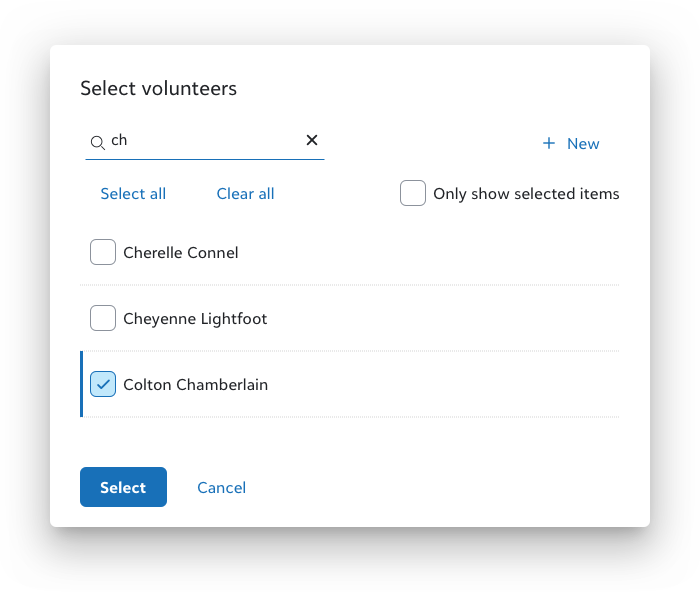 Select volunteers
ch
+ New
Select all Clear all Only show selected items
Cherelle Connel
Cheyenne Lightfoot
Colton Chamberlain
Select Cancel